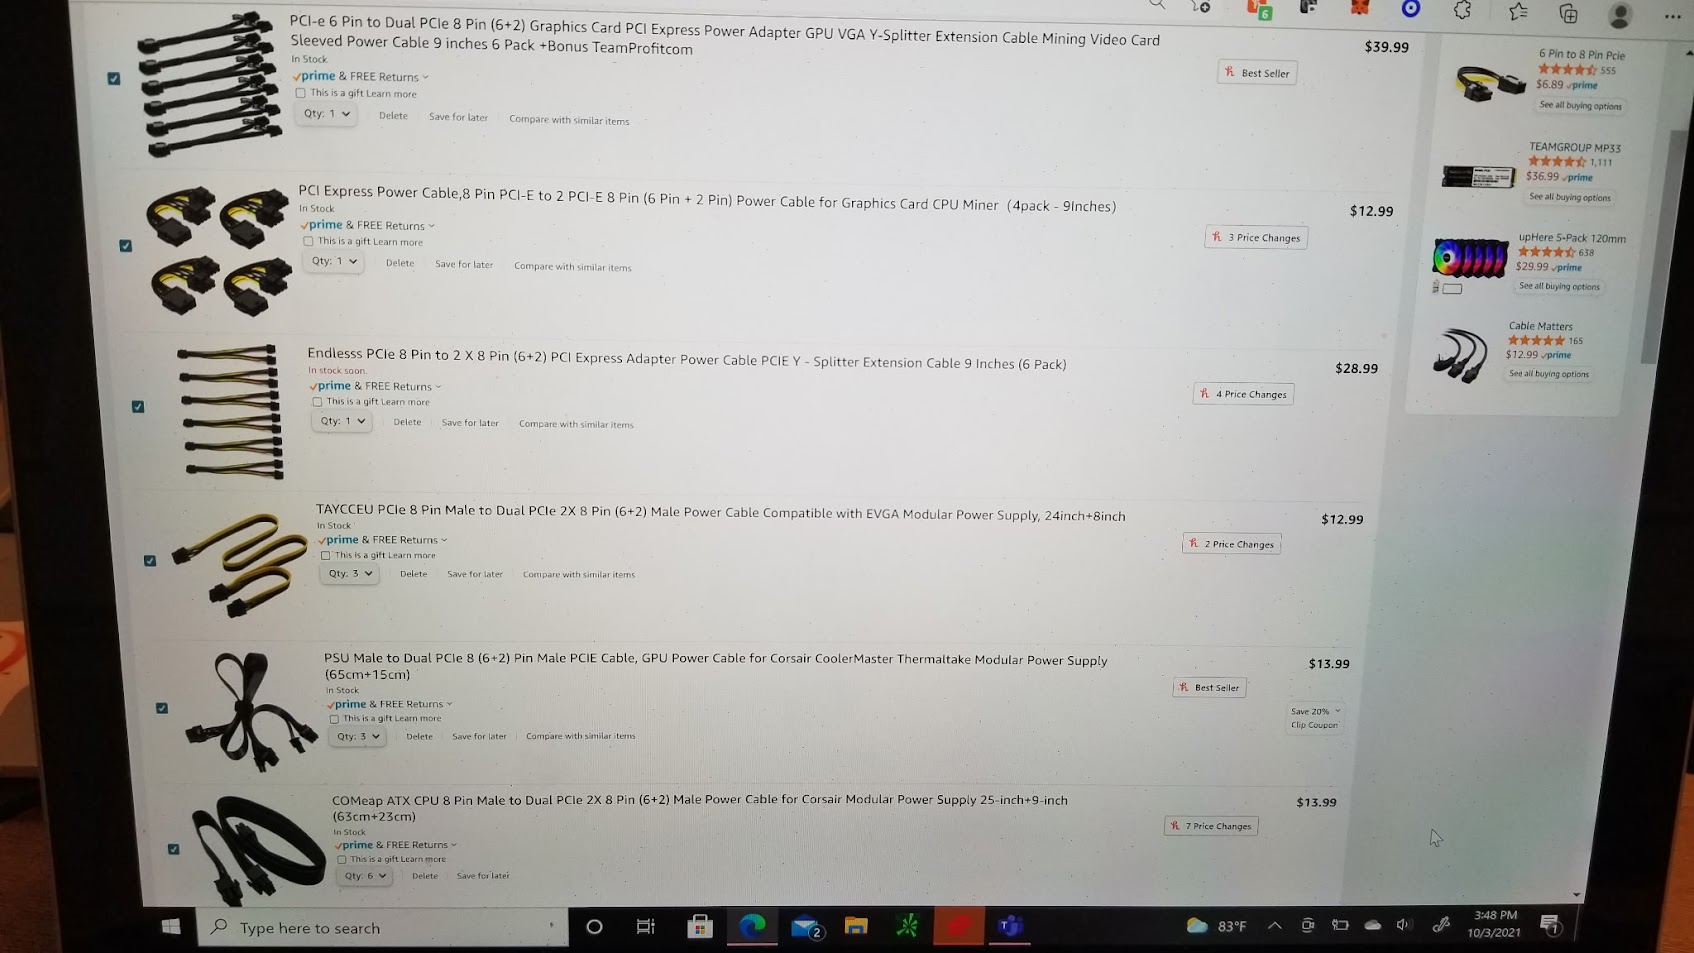 PCI-e 6 Pin to Dual PCIe 8 Pin (6+2) Graphics Card PCI Express Power Adapter GPU VGA Y-Splitter Extension Cable Mining Video Card
Sleeved Power Cable 9 inches 6 Pack +Bonus TeamProfitcom
$39.99
In Stock
Best Seller
prime & FREE Returns
This is a gift Learn more
Qty: 1
Delete
Save for later
Compare with similar items
PCI Express Power Cable,8 Pin PCI-E to 2 PCI-E 8 Pin (6 Pin + 2 Pin) Power Cable for Graphics Card CPU Miner (4pack - 9Inches)
$12.99
In Stock
3 Price Changes
prime & FREE Returns
This is a gift Learn more
Qty: 1
Delete
Save for later
Compare with similar items
Endlesss PCIe 8 Pin to 2 X 8 Pin (6+2) PCI Express Adapter Power Cable PCIE Y - Splitter Extension Cable 9 Inches (6 Pack)
$28.99
In stock soon.
4 Price Changes
prime & FREE Returns
This is a gift Learn more
Qty: 1
Delete
Save for later
Compare with similar items
TAYCCEU PCIe 8 Pin Male to Dual PCIe 2X 8 Pin (6+2) Male Power Cable Compatible with EVGA Modular Power Supply, 24inch+8inch
$12.99
In Stock
2 Price Changes
prime & FREE Returns
This is a gift Learn more
Qty: 3
Delete
Save for later
Compare with similar items
PSU Male to Dual PCIe 8 (6+2) Pin Male PCIE Cable, GPU Power Cable for Corsair CoolerMaster Thermaltake Modular Power Supply
(65cm+15cm)
$13.99
In Stock
Best Seller
prime & FREE Returns
This is a gift Learn more
Save 20%
Clip Coupon
Qty: 3
Delete
Save for later
Compare with similar items
COMeap ATX CPU 8 Pin Male to Dual PCIe 2X 8 Pin (6+2) Male Power Cable for Corsair Modular Power Supply 25-inch+9-inch
(63cm+23cm)
$13.99
In Stock
7 Price Changes
prime & FREE Returns
This is a gift Learn more
Qty: 6
Delete
Save for later
6
6 Pin to 8 Pin Pcie
555
$6.89 prime
See all buying options
TEAMGROUP MP33
1,111
$36.99 prime
See all buying options
upHere 5-Pack 120mm
638
$29.99 prime
See all buying options
Cable Matters
165
$12.99 prime
See all buying options
Type here to search
2
T
83°F
3:48 PM
10/3/2021
1